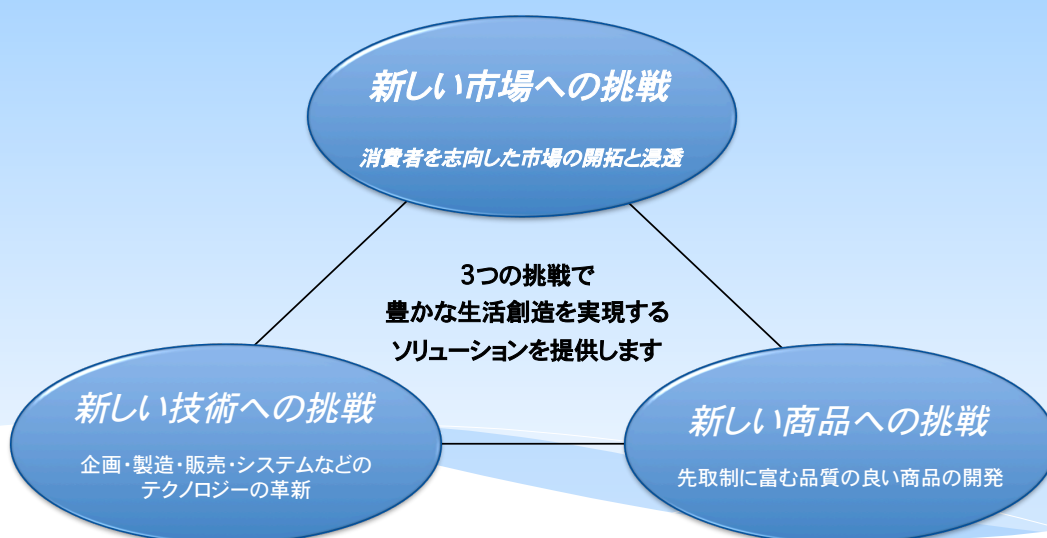 新しい市場への挑戦
消費者を志向した市場の開拓と浸透
3つの挑戦で
豊かな生活創造を実現する
ソリューションを提供します
新しい技術への挑戦
企画・製造・販売・システムなどの
テクノロジーの革新
新しい商品への挑戦
先取制に富む品質の良い商品の開発